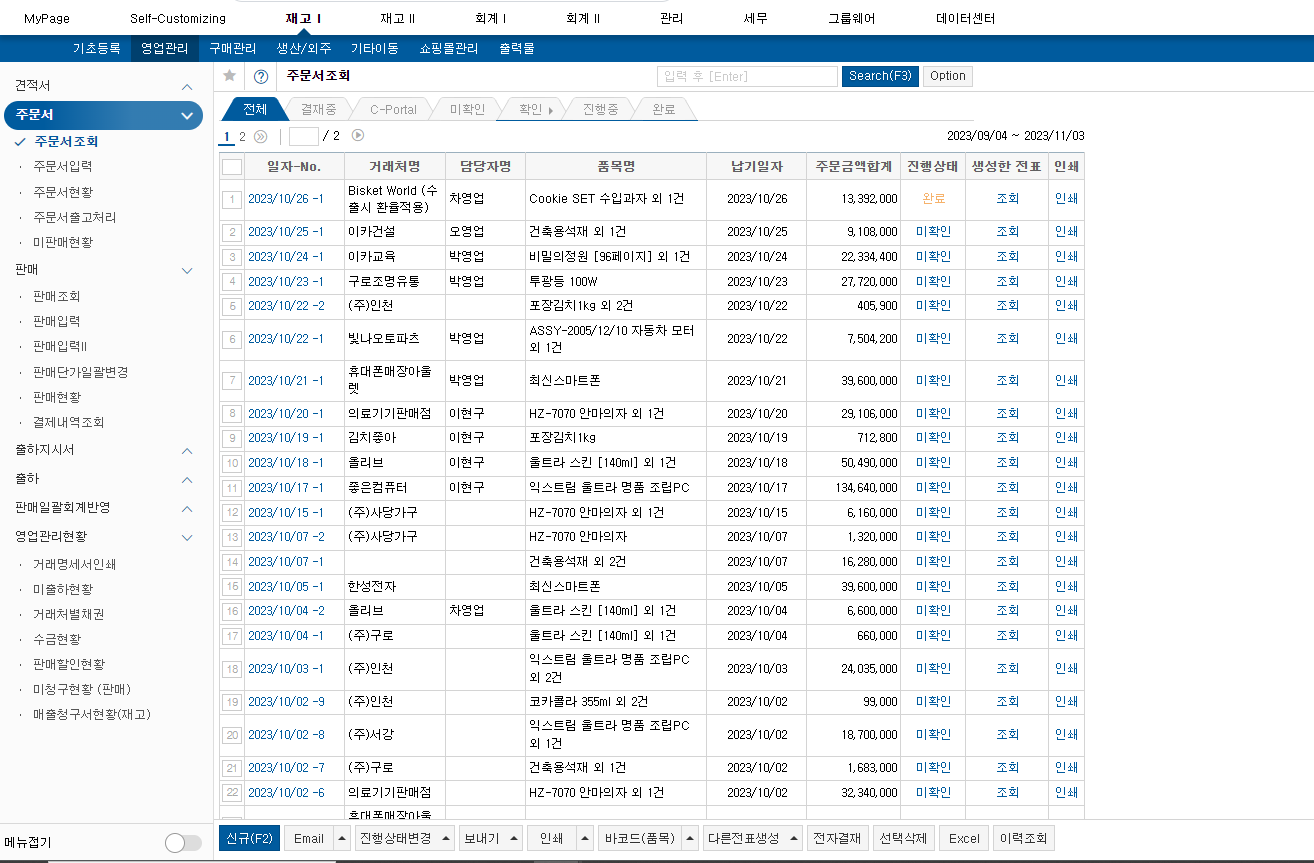 MyPage Self-Customizing 재고 I 재고 II 회계 I 회계 II 관리 세무 그룹웨어 데이터센터
기초등록 영업관리 구매관리 생산/외주 기타이동 쇼핑몰관리 출력물
견적서
주문서
주문서조회
주문서입력
주문서현황
주문서출고처리
미판매현황
판매
판매조회
판매입력
판매입력II
판매단가일괄변경
판매현황
결제내역조회
출하지시서
출하
판매일괄회계반영
영업관리현황
거래명세서인쇄
미출하현황
거래처별채권
수금현황
판매할인현황
미청구현황 (판매)
매출청구서현황(재고)
메뉴접기
주문서조회 입력 후 [Enter] Search(F3) Option
전체 결재중 C-Portal 미확인 확인 진행중 완료
1 2 / 2 2023/09/04 ~ 2023/11/03
일자-No. 거래처명 담당자명 품목명 납기일자 주문금액합계 진행상태 생성한 전표 인쇄
1 2023/10/26 -1 Bisket World (수출시 환율적용) 차영업 Cookie SET 수입과자 외 1건 2023/10/26 13,392,000 완료 조회 인쇄
2 2023/10/25 -1 이카건설 오영업 건축용석재 외 1건 2023/10/25 9,108,000 미확인 조회 인쇄
3 2023/10/24 -1 이카교육 박영업 비밀의정원 [96페이지] 외 1건 2023/10/24 22,334,400 미확인 조회 인쇄
4 2023/10/23 -1 구로조명유통 박영업 투광등 100W 2023/10/23 27,720,000 미확인 조회 인쇄
5 2023/10/22 -2 (주)인천 포장김치1kg 외 2건 2023/10/22 405,900 미확인 조회 인쇄
6 2023/10/22 -1 빛나오토파츠 박영업 ASSY-2005/12/10 자동차 모터 외 1건 2023/10/22 7,504,200 미확인 조회 인쇄
7 2023/10/21 -1 휴대폰매장아울렛 박영업 최신스마트폰 2023/10/21 39,600,000 미확인 조회 인쇄
8 2023/10/20 -1 의료기기판매점 이현구 HZ-7070 안마의자 외 1건 2023/10/20 29,106,000 미확인 조회 인쇄
9 2023/10/19 -1 김치좋아 이현구 포장김치1kg 2023/10/19 712,800 미확인 조회 인쇄
10 2023/10/18 -1 올리브 이현구 울트라 스킨 [140ml] 외 1건 2023/10/18 50,490,000 미확인 조회 인쇄
11 2023/10/17 -1 좋은컴퓨터 이현구 익스트림 울트라 명품 조립PC 2023/10/17 134,640,000 미확인 조회 인쇄
12 2023/10/15 -1 (주)사당가구 HZ-7070 안마의자 외 1건 2023/10/15 6,160,000 미확인 조회 인쇄
13 2023/10/07 -2 (주)사당가구 HZ-7070 안마의자 2023/10/07 1,320,000 미확인 조회 인쇄
14 2023/10/07 -1 건축용석재 외 2건 2023/10/07 16,280,000 미확인 조회 인쇄
15 2023/10/05 -1 한성전자 최신스마트폰 2023/10/05 39,600,000 미확인 조회 인쇄
16 2023/10/04 -2 올리브 차영업 울트라 스킨 [140ml] 외 1건 2023/10/04 6,600,000 미확인 조회 인쇄
17 2023/10/04 -1 (주)구로 울트라 스킨 [140ml] 외 1건 2023/10/04 660,000 미확인 조회 인쇄
18 2023/10/03 -1 (주)인천 익스트림 울트라 명품 조립PC 외 2건 2023/10/03 24,035,000 미확인 조회 인쇄
19 2023/10/02 -9 (주)인천 코카콜라 355ml 외 2건 2023/10/02 99,000 미확인 조회 인쇄
20 2023/10/02 -8 (주)서강 익스트림 울트라 명품 조립PC 외 1건 2023/10/02 18,700,000 미확인 조회 인쇄
21 2023/10/02 -7 (주)구로 건축용석재 외 1건 2023/10/02 1,683,000 미확인 조회 인쇄
22 2023/10/02 -6 의료기기판매점 HZ-7070 안마의자 외 1건 2023/10/02 32,340,000 미확인 조회 인쇄
휴대폰매장아울
신규(F2) Email 진행상태변경 보내기 인쇄 바코드(품목) 다른전표생성 전자결재 선택삭제 Excel 이력조회